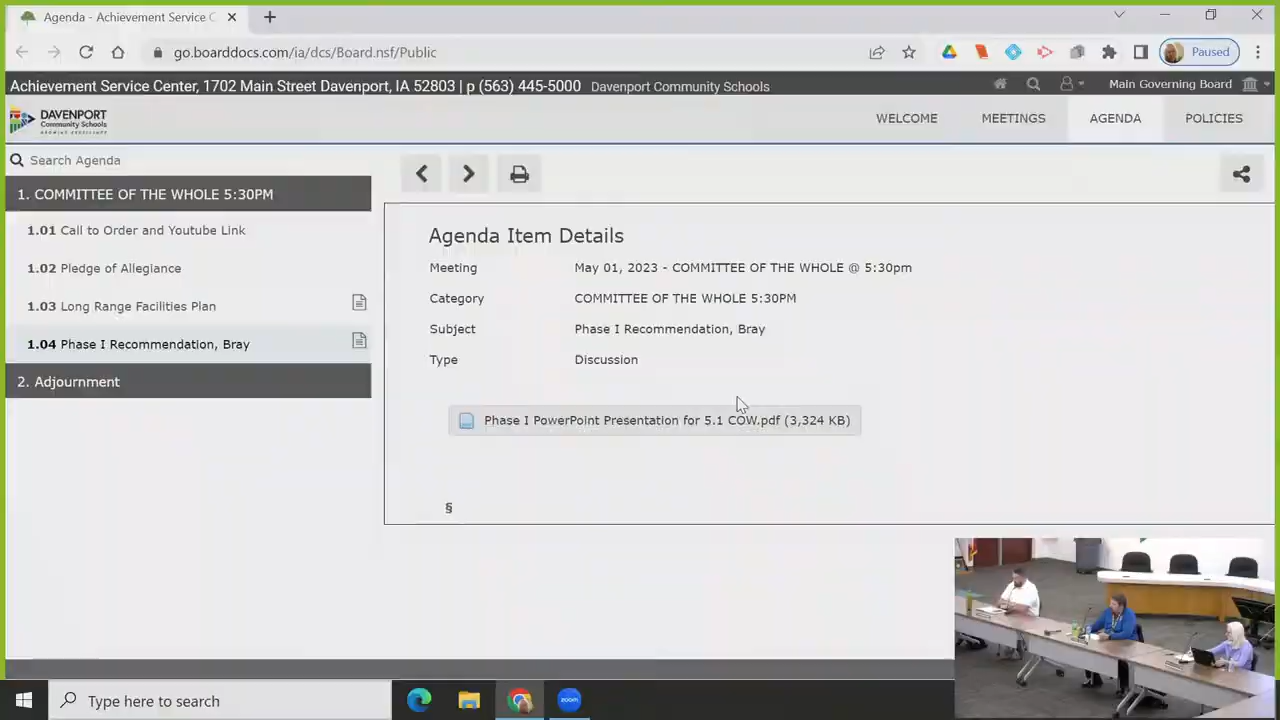 Agenda - Achievement Service C
go.boarddocs.com/ia/dcs/Board.nsf/Public
Paused
Achievement Service Center, 1702 Main Street Davenport, IA 52803 | p (563) 445-5000 Davenport Community Schools
Main Governing Board
DAVENPORT
Community Schools
WELCOME MEETINGS AGENDA POLICIES
Search Agenda
1. COMMITTEE OF THE WHOLE 5:30PM
1.01 Call to Order and Youtube Link
1.02 Pledge of Allegiance
1.03 Long Range Facilities Plan
1.04 Phase I Recommendation, Bray
2. Adjournment
Agenda Item Details
Meeting May 01, 2023 - COMMITTEE OF THE WHOLE @ 5:30pm
Category COMMITTEE OF THE WHOLE 5:30PM
Subject Phase I Recommendation, Bray
Type Discussion
Phase I PowerPoint Presentation for 5.1 COW.pdf (3,324 KB)
§
Type here to search
zoom